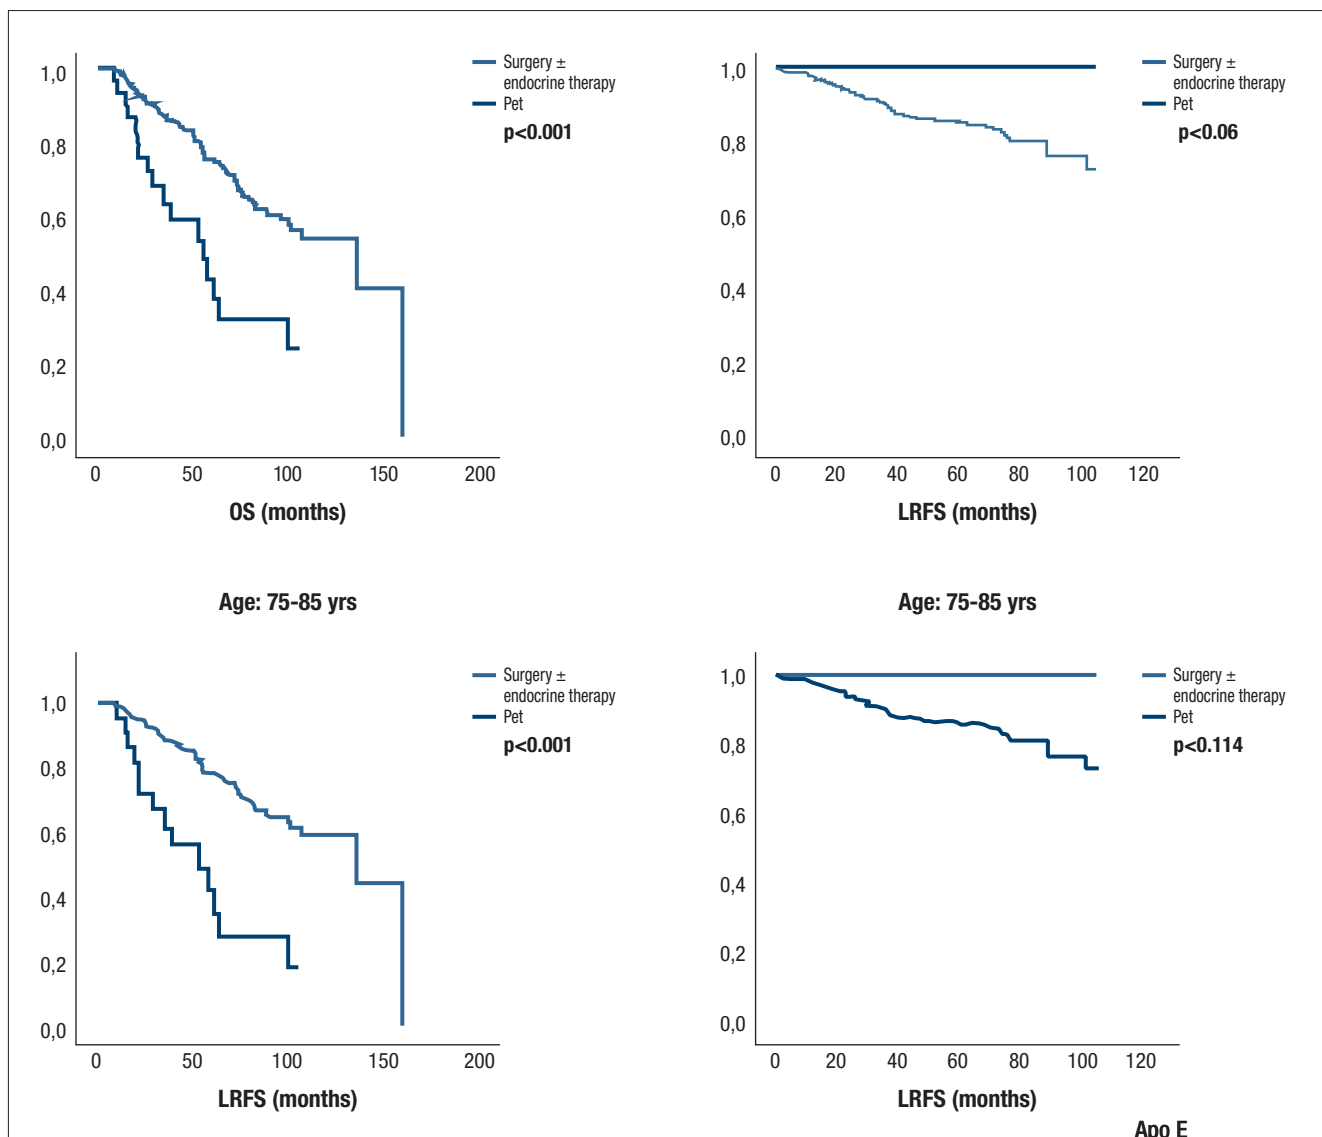 1,0
0,8
0,6
0,4
0,2
0,0
0 50 100 150 200
OS (months)
Surgery ±
endocrine therapy
Pet
p<0.001
1,0
0,8
0,6
0,4
0,2
0,0
0 20 40 60 80 100 120
LRFS (months)
Surgery ±
endocrine therapy
Pet
p<0.06
Age: 75-85 yrs
Age: 75-85 yrs
1,0
0,8
0,6
0,4
0,2
0,0
0 50 100 150 200
LRFS (months)
Surgery ±
endocrine therapy
Pet
p<0.001
1,0
0,8
0,6
0,4
0,2
0,0
0 20 40 60 80 100 120
LRFS (months)
Surgery ±
endocrine therapy
Pet
p<0.114
Apo E